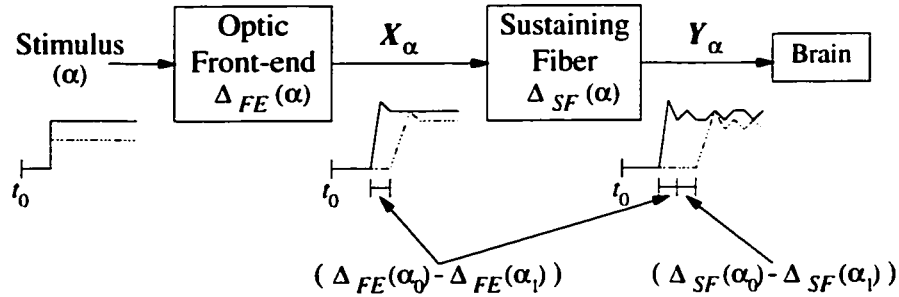 Stimulus
(α)
Optic
Front-end
Δ_FE(α)
X_α
Sustaining
Fiber
Δ_SF(α)
Y_α
Brain
t_0
t_0
t_0
(Δ_FE(α_0)-Δ_FE(α_1))
(Δ_SF(α_0)-Δ_SF(α_1))